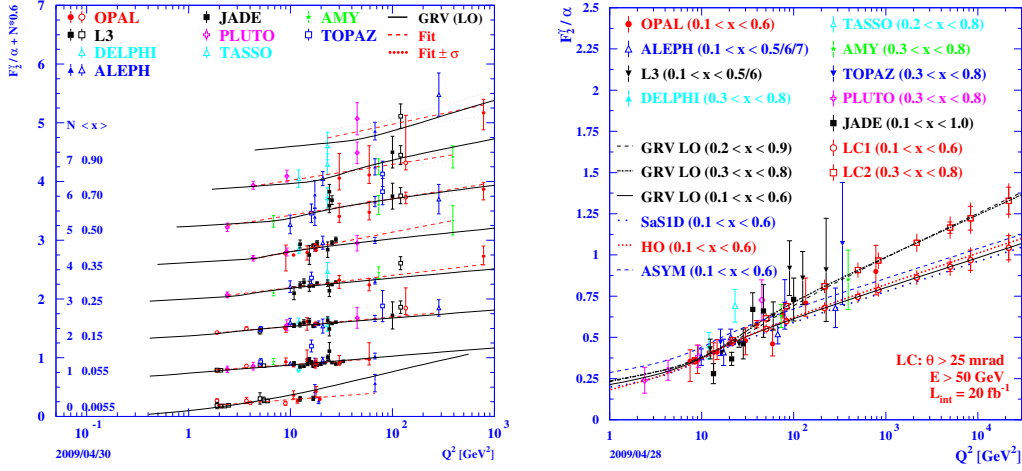 F₂^γ/α + N*0.6
OPAL
L3
DELPHI
ALEPH
JADE
PLUTO
TASSO
AMY
TOPAZ
GRV (LO)
Fit
Fit ± σ
N <x>
7 0.90
6 0.70
5 0.50
4 0.35
3 0.25
2 0.15
1 0.055
0 0.0055
7
6
5
4
3
2
1
0
10⁻¹
1
10
10²
10³
2009/04/30
Q² [GeV²]
F₂^γ/α
OPAL (0.1 < x < 0.6)
ALEPH (0.1 < x < 0.5/6/7)
L3 (0.1 < x < 0.5/6)
DELPHI (0.3 < x < 0.8)
TASSO (0.2 < x < 0.8)
AMY (0.3 < x < 0.8)
TOPAZ (0.3 < x < 0.8)
PLUTO (0.3 < x < 0.8)
JADE (0.1 < x < 1.0)
GRV LO (0.2 < x < 0.9)
GRV LO (0.3 < x < 0.8)
GRV LO (0.1 < x < 0.6)
SaS1D (0.1 < x < 0.6)
HO (0.1 < x < 0.6)
ASYM (0.1 < x < 0.6)
LC1 (0.1 < x < 0.6)
LC2 (0.3 < x < 0.8)
LC: θ > 25 mrad
E > 50 GeV
L_int = 20 fb⁻¹
2.5
2.25
2
1.75
1.5
1.25
1
0.75
0.5
0.25
0
1
10
10²
10³
10⁴
2009/04/28
Q² [GeV²]